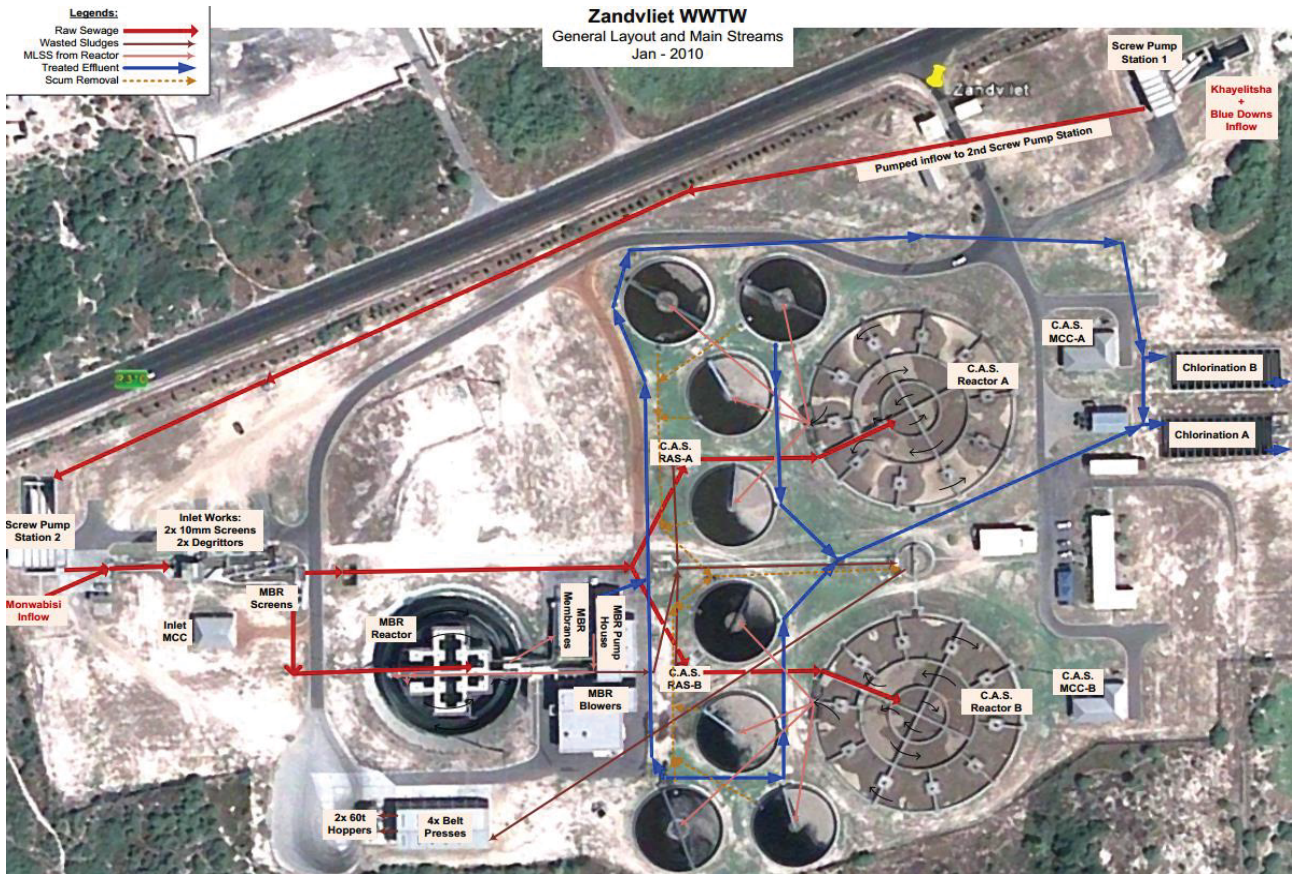 Legends:
Raw Sewage
Wasted Sludges
MLSS from Reactor
Treated Effluent
Scum Removal
Zandvliet WWTW
General Layout and Main Streams
Jan - 2010
Screw Pump
Station 1
Zandvliet
Khayelitsha
+
Blue Downs
Inflow
Pumped inflow to 2nd Screw Pump Station
C.A.S.
MCC-A
Chlorination B
C.A.S.
Reactor A
Chlorination A
C.A.S.
RAS-A
Screw Pump
Station 2
Inlet Works:
2x 10mm Screens
2x Degrittors
Monwabisi
Inflow
MBR
Screens
Inlet
MCC
MBR
Reactor
MBR
Membranes
MBR Pump
House
MBR
Blowers
C.A.S.
RAS-B
C.A.S.
MCC-B
C.A.S.
Reactor B
2x 60t
Hoppers
4x Belt
Presses